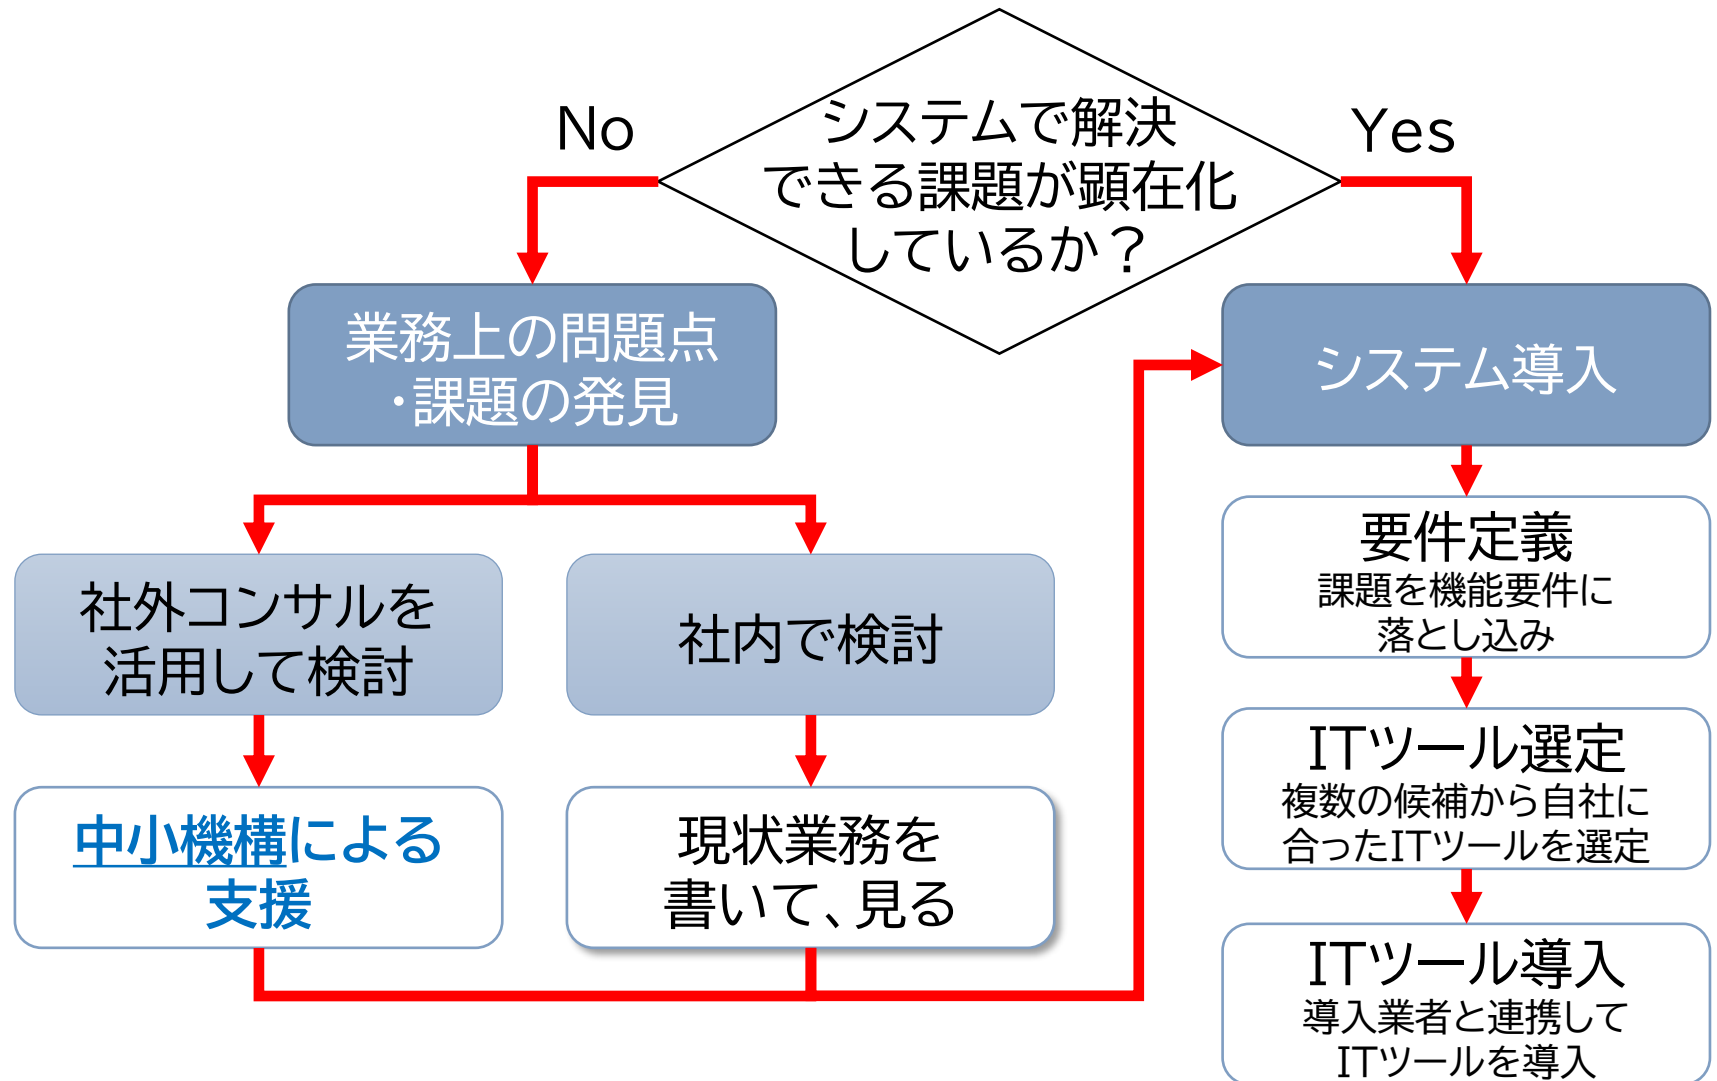 システムで解決
できる課題が顕在化
しているか？
No
Yes
業務上の問題点
・課題の発見
システム導入
社外コンサルを
活用して検討
社内で検討
中小機構による
支援
現状業務を
書いて、見る
要件定義
課題を機能要件に
落とし込み
ITツール選定
複数の候補から自社に
合ったITツールを選定
ITツール導入
導入業者と連携して
ITツールを導入